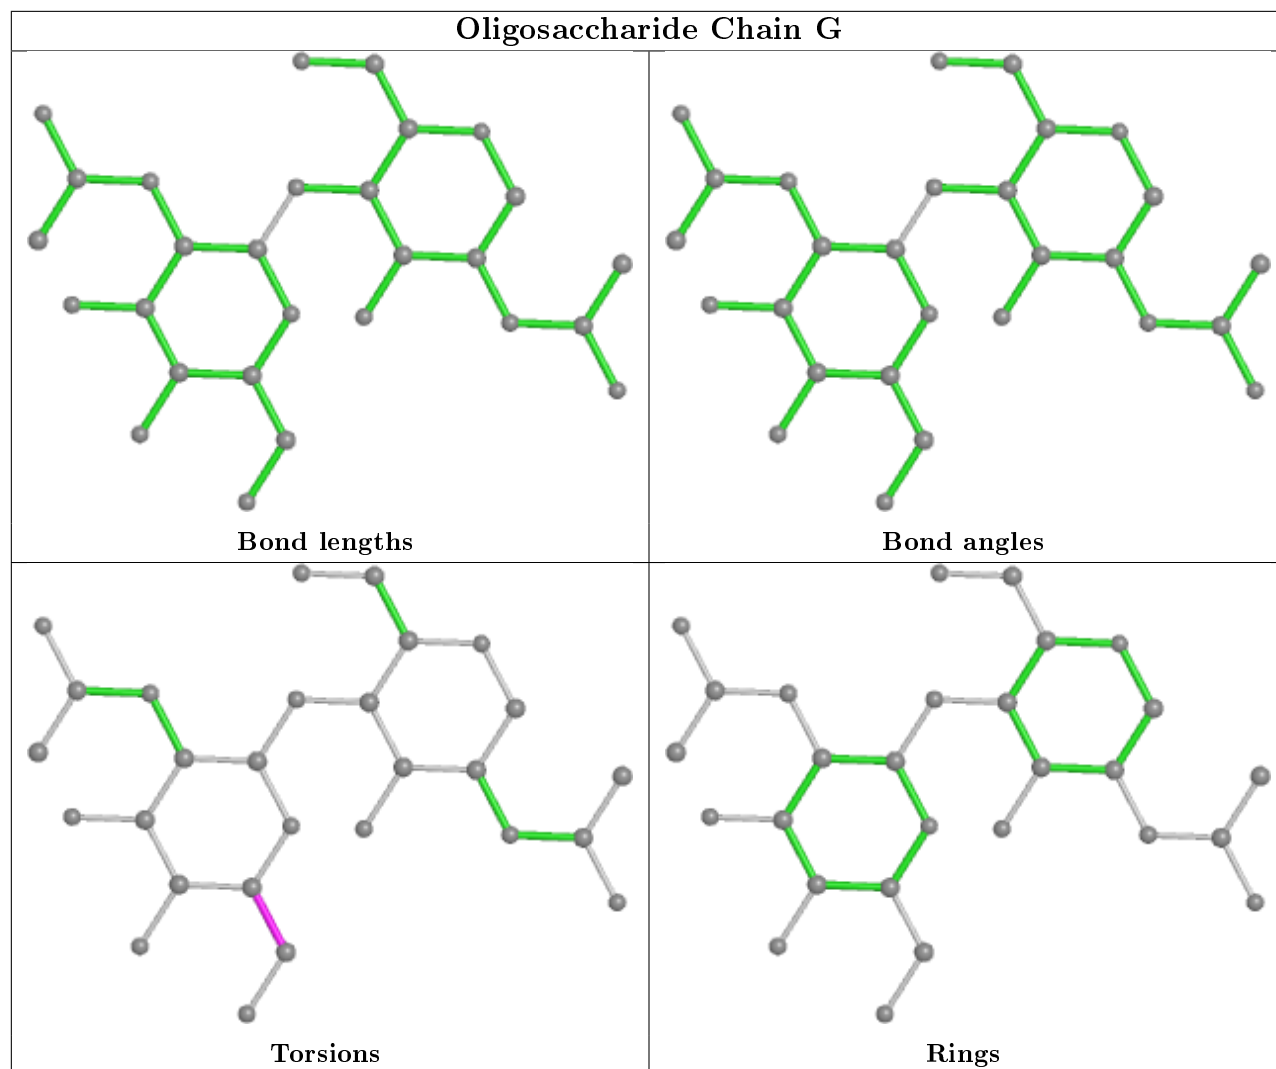 Oligosaccharide Chain G
Bond lengths
Bond angles
Torsions
Rings